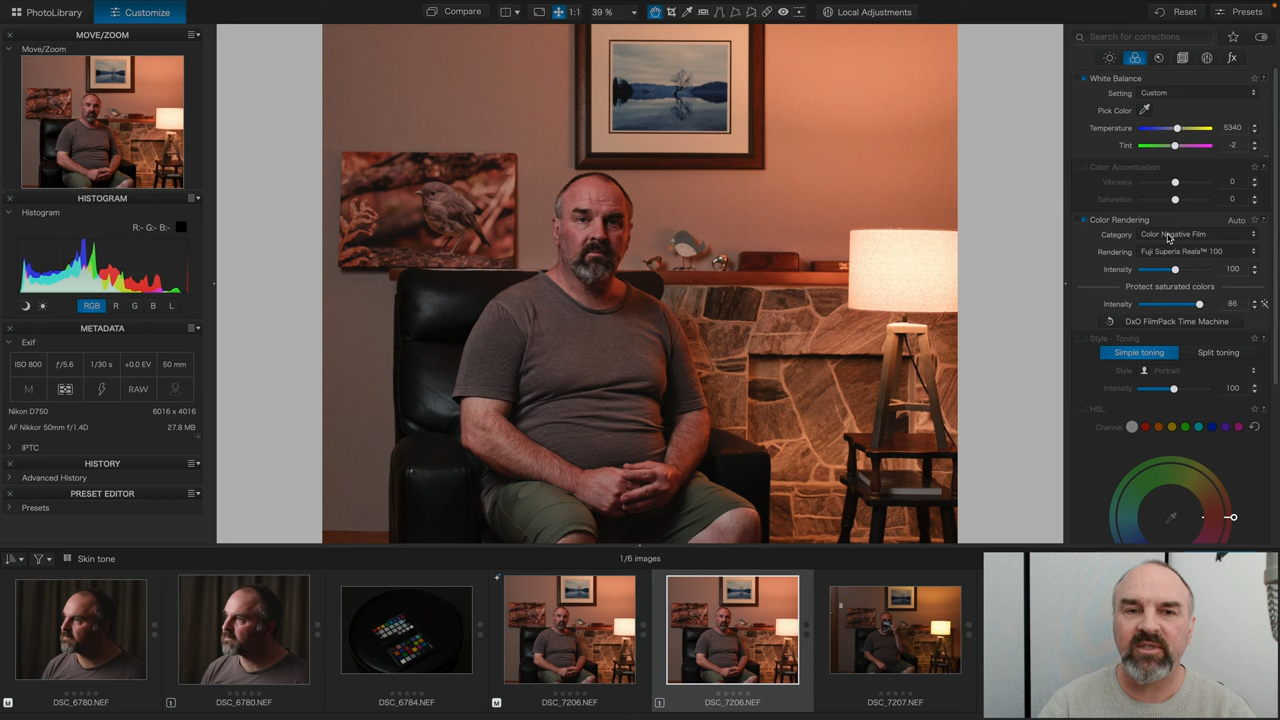 PhotoLibrary
Customize
Compare
1:1
39 %
Local Adjustments
Reset
Presets
MOVE/ZOOM
Move/Zoom
HISTOGRAM
Histogram
R:- G:- B:-
RGB
R
G
B
L
METADATA
Exif
ISO 800
ƒ/5.6
1/30 s
+0.0 EV
50 mm
M
RAW
Nikon D750
6016 x 4016
AF Nikkor 50mm f/1.4D
27.8 MB
IPTC
HISTORY
Advanced History
PRESET EDITOR
Presets
Search for corrections
fx
White Balance
Setting
Custom
Pick Color
Temperature
5340
Tint
-2
Color Accentuation
Vibrancy
0
Saturation
0
Color Rendering
Auto
Category
Color Negative Film
Rendering
Fuji Superia Reala™ 100
Intensity
100
Protect saturated colors
Intensity
86
DxO FilmPack Time Machine
Style - Toning
Simple toning
Split toning
Style
Portrait
Intensity
100
HSL
Channel
Skin tone
1/6 images
M
DSC_6780.NEF
1
DSC_6780.NEF
DSC_6784.NEF
M
DSC_7206.NEF
1
DSC_7206.NEF
DSC_7207.NEF